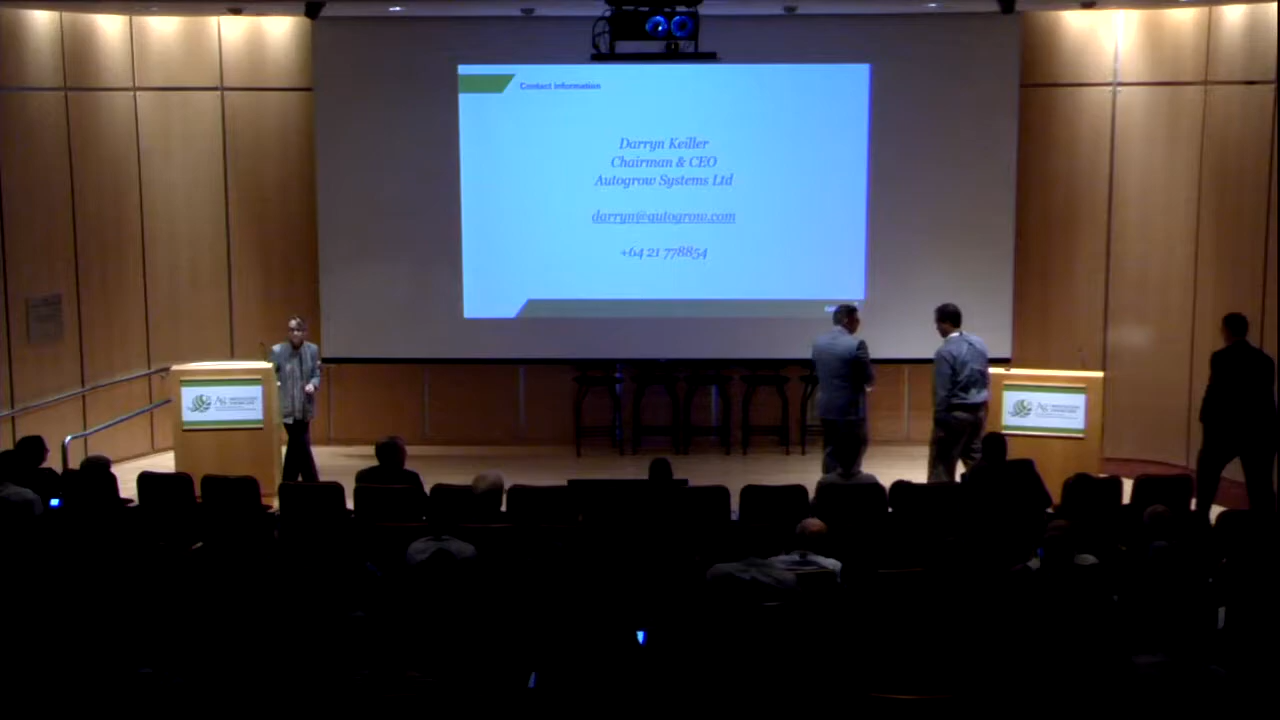 Contact Information
Darryn Keiller
Chairman & CEO
Autogrow Systems Ltd
darryn@autogrow.com
+64 21 778854